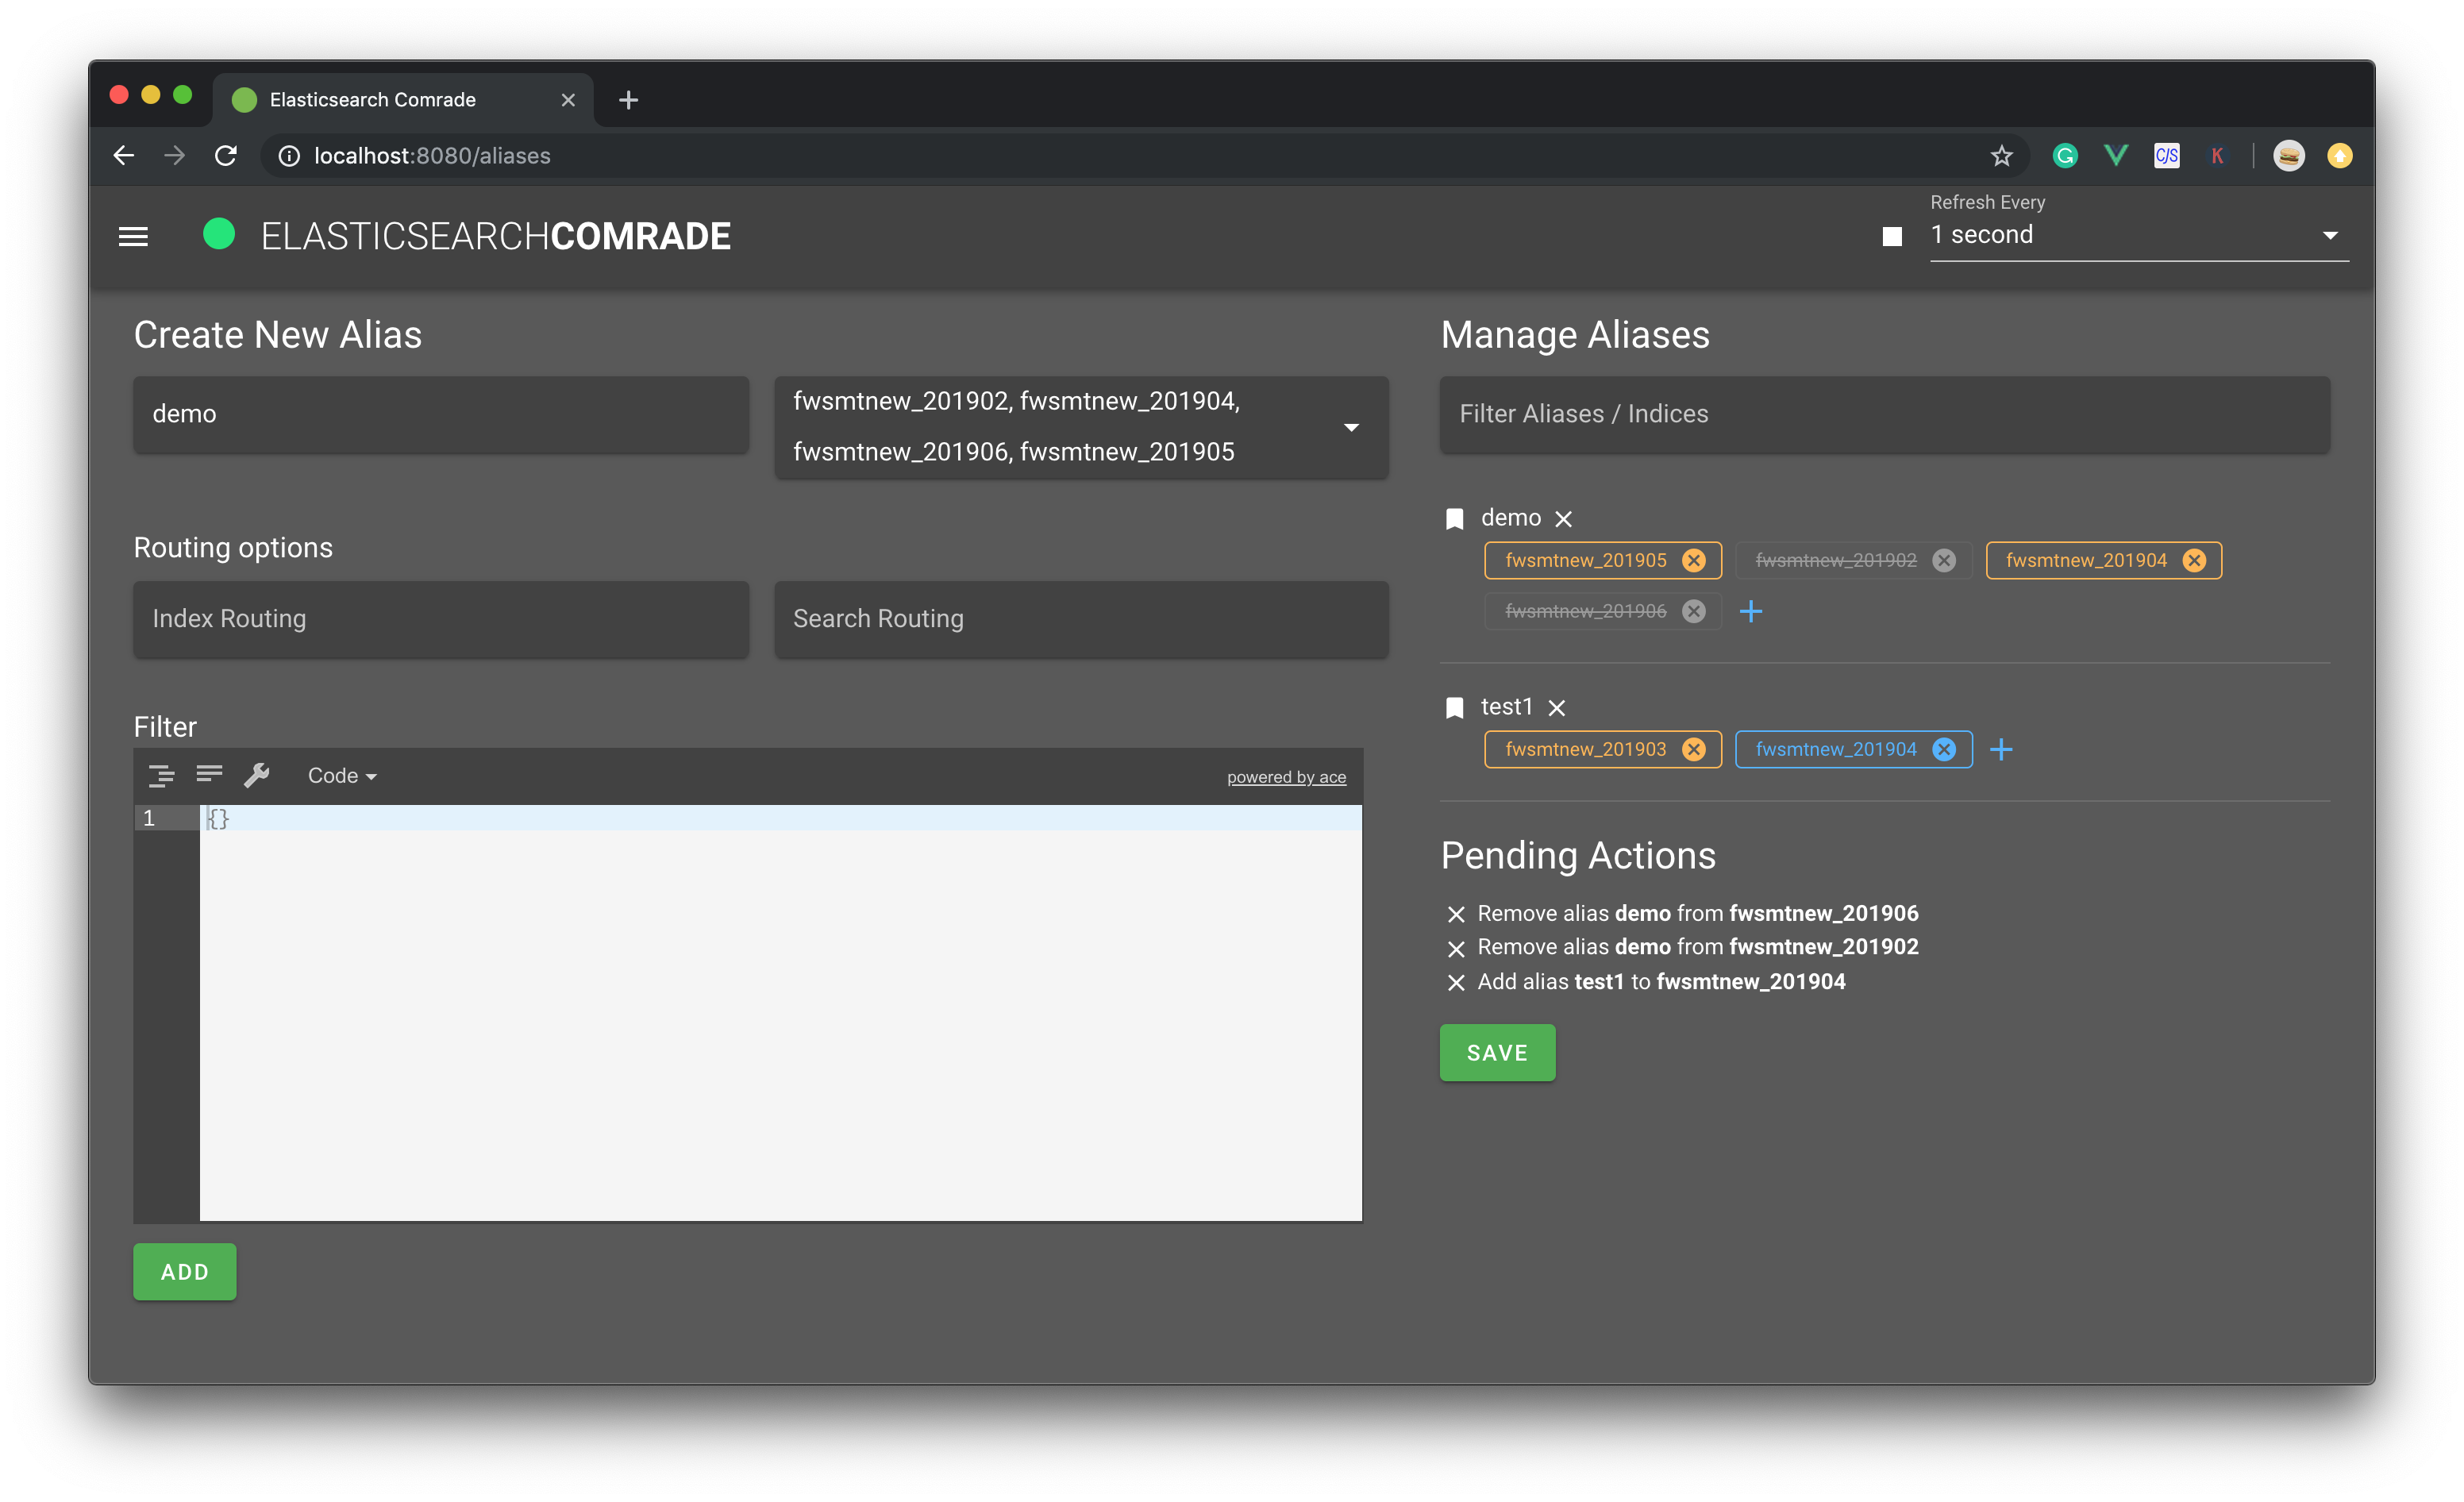 Elasticsearch Comrade
localhost:8080/aliases
C/S
K
ELASTICSEARCHCOMRADE
Refresh Every
1 second
Create New Alias
demo
fwsmtnew_201902, fwsmtnew_201904,
fwsmtnew_201906, fwsmtnew_201905
Routing options
Index Routing
Search Routing
Filter
Code
powered by ace
1
{}
ADD
Manage Aliases
Filter Aliases / Indices
demo
fwsmtnew_201905 fwsmtnew_201902 fwsmtnew_201904
fwsmtnew_201906
test1
fwsmtnew_201903 fwsmtnew_201904
Pending Actions
Remove alias demo from fwsmtnew_201906
Remove alias demo from fwsmtnew_201902
Add alias test1 to fwsmtnew_201904
SAVE